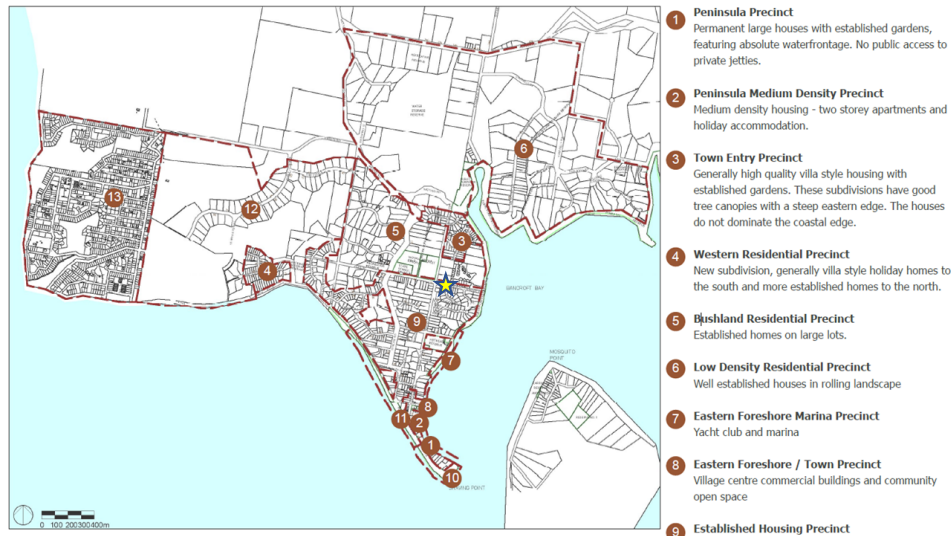 1
Peninsula Precinct
Permanent large houses with established gardens,
featuring absolute waterfrontage. No public access to
private jetties.
2
Peninsula Medium Density Precinct
Medium density housing - two storey apartments and
holiday accommodation.
3
Town Entry Precinct
Generally high quality villa style housing with
established gardens. These subdivisions have good
tree canopies with a steep eastern edge. The houses
do not dominate the coastal edge.
4
Western Residential Precinct
New subdivision, generally villa style holiday homes to
the south and more established homes to the north.
5
Bushland Residential Precinct
Established homes on large lots.
6
Low Density Residential Precinct
Well established houses in rolling landscape
7
Eastern Foreshore Marina Precinct
Yacht club and marina
8
Eastern Foreshore / Town Precinct
Village centre commercial buildings and community
open space
9
Established Housing Precinct
6
13
12
5
3
4
BANCROFT BAY
9
7
MOSQUITO
POINT
8
11
2
1
10
0 100 200300400m